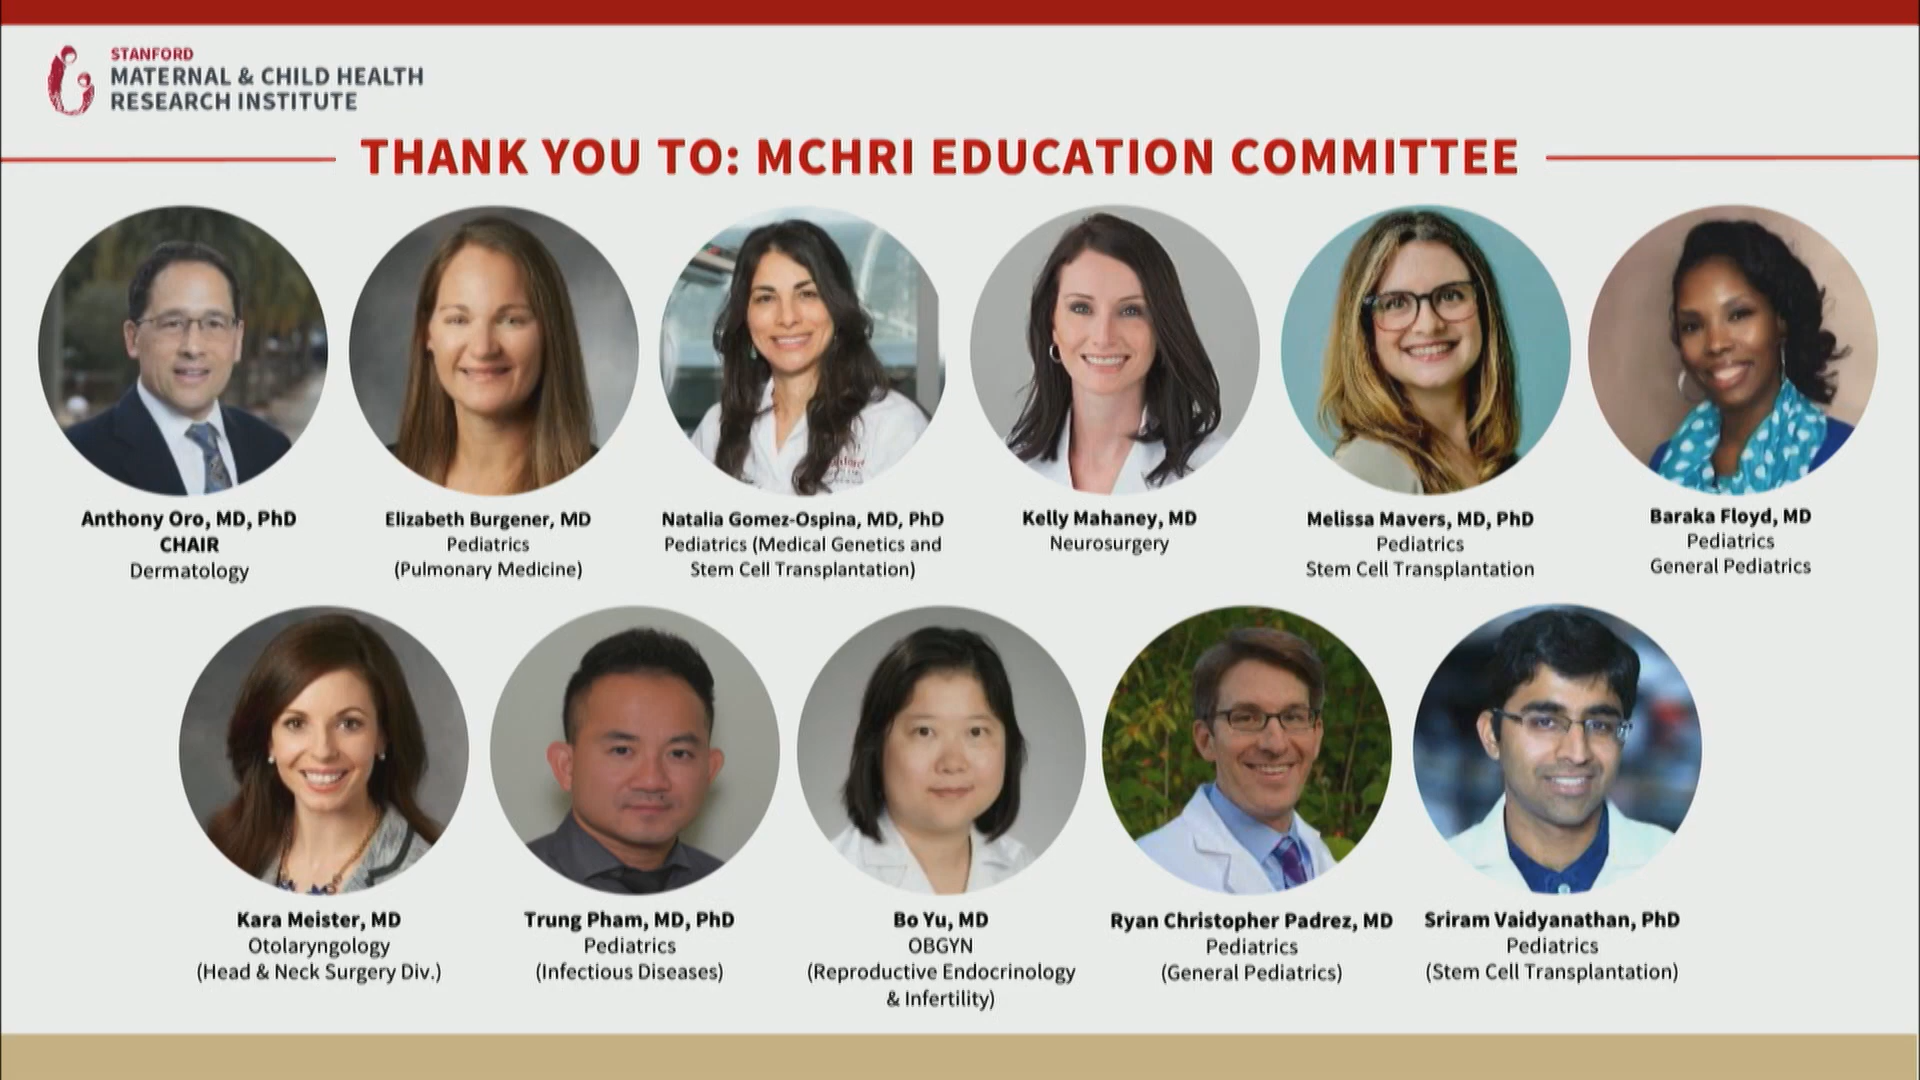 STANFORD
MATERNAL & CHILD HEALTH
RESEARCH INSTITUTE
THANK YOU TO: MCHRI EDUCATION COMMITTEE
Anthony Oro, MD, PhD
CHAIR
Dermatology
Elizabeth Burgener, MD
Pediatrics
(Pulmonary Medicine)
Natalia Gomez-Ospina, MD, PhD
Pediatrics (Medical Genetics and
Stem Cell Transplantation)
Kelly Mahaney, MD
Neurosurgery
Melissa Mavers, MD, PhD
Pediatrics
Stem Cell Transplantation
Baraka Floyd, MD
Pediatrics
General Pediatrics
Kara Meister, MD
Otolaryngology
(Head & Neck Surgery Div.)
Trung Pham, MD, PhD
Pediatrics
(Infectious Diseases)
Bo Yu, MD
OBGYN
(Reproductive Endocrinology
& Infertility)
Ryan Christopher Padrez, MD
Pediatrics
(General Pediatrics)
Sriram Vaidyanathan, PhD
Pediatrics
(Stem Cell Transplantation)